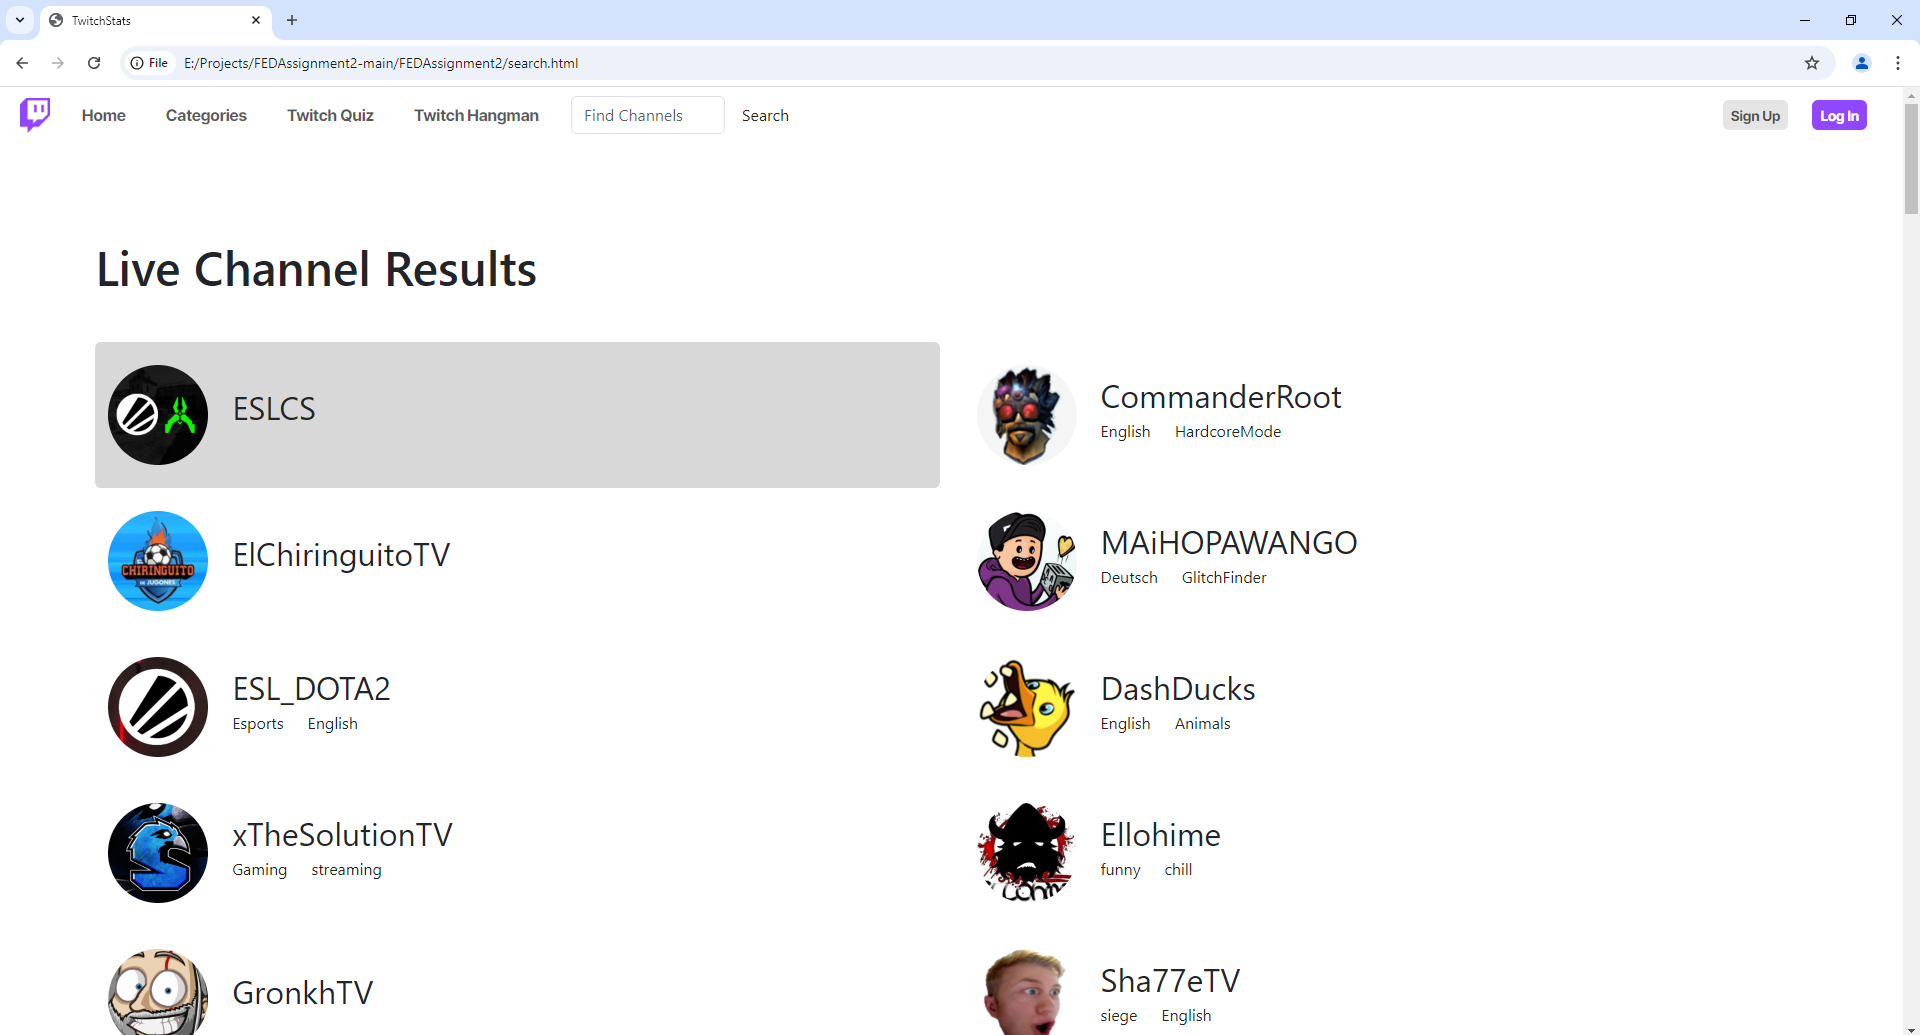 TwitchStats
File E:/Projects/FEDAssignment2-main/FEDAssignment2/search.html
Home Categories Twitch Quiz Twitch Hangman Find Channels Search Sign Up Log In
Live Channel Results
ESLCS
CommanderRoot
English HardcoreMode
ElChiringuitoTV
CHIRINGUITO
DE JUGONES
MAiHOPAWANGO
Deutsch GlitchFinder
ESL_DOTA2
Esports English
DashDucks
English Animals
xTheSolutionTV
Gaming streaming
Ellohime
funny chill
GronkhTV
Sha77eTV
siege English